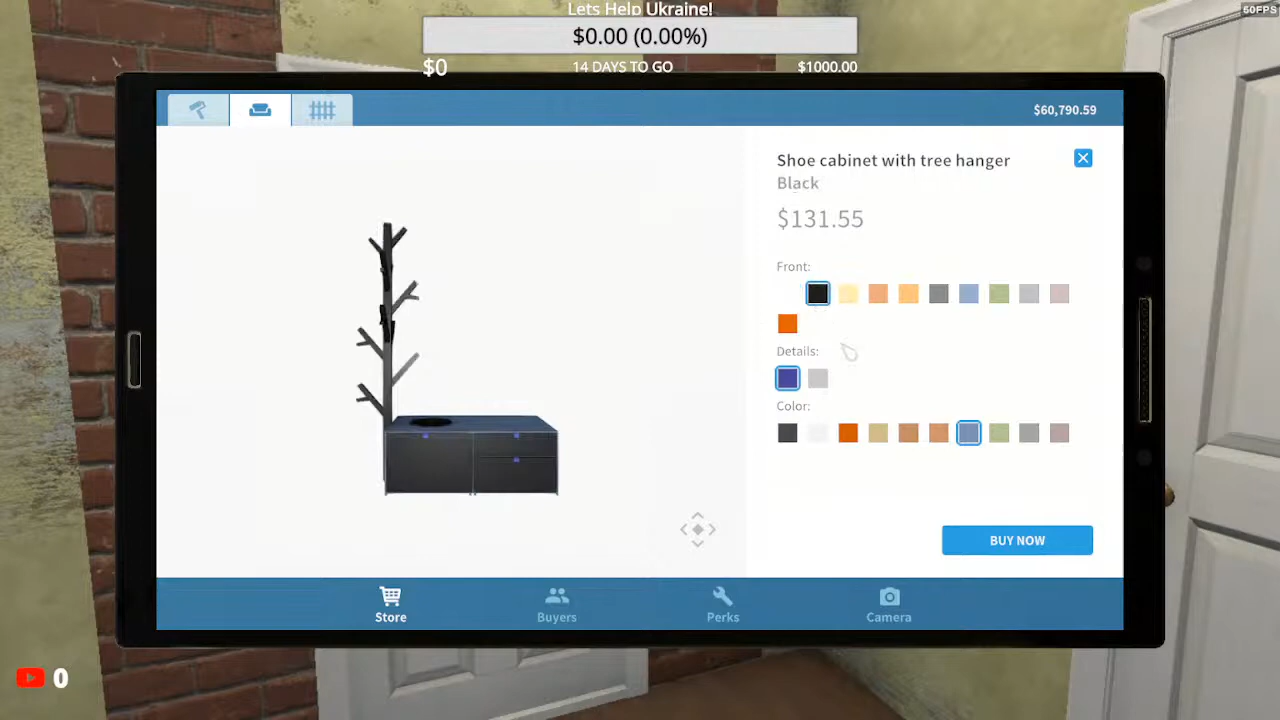 Lets Help Ukraine!
60FPS
$0.00 (0.00%)
$0
14 DAYS TO GO
$1000.00
$60,790.59
Shoe cabinet with tree hanger
Black
$131.55
Front:
Details:
Color:
BUY NOW
Store
Buyers
Perks
Camera
0